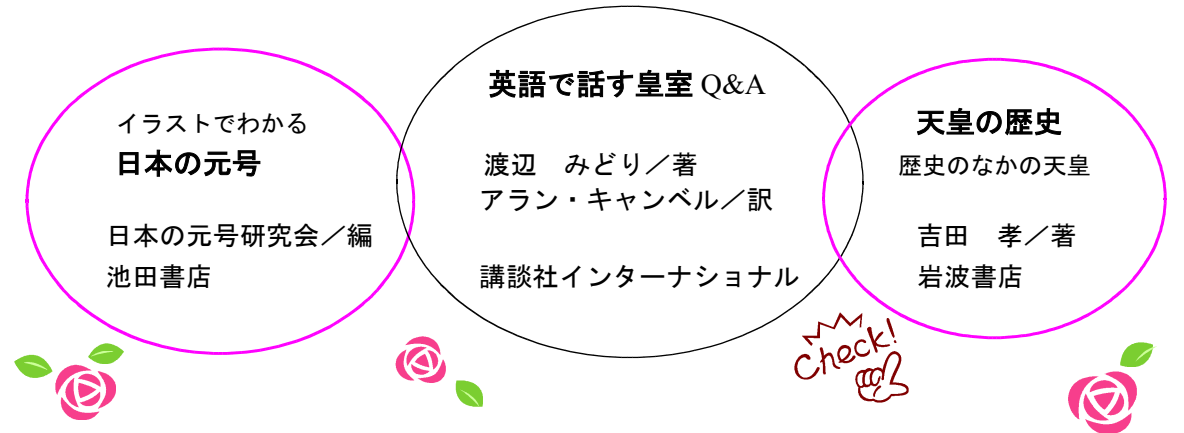 イラストでわかる
日本の元号
日本の元号研究会／編
池田書店
英語で話す皇室 Q&A
渡辺　みどり／著
アラン・キャンベル／訳
講談社インターナショナル
天皇の歴史
歴史のなかの天皇
吉田　孝／著
岩波書店
Check!